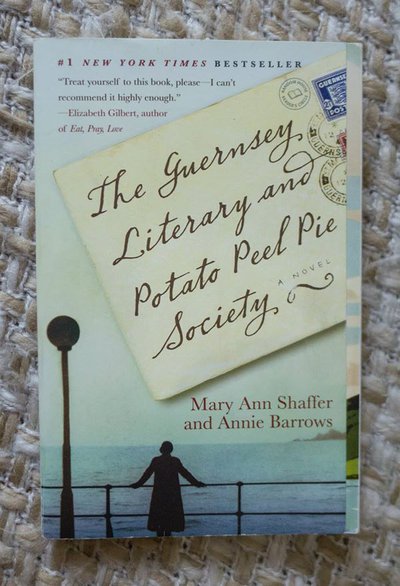 #1 NEW YORK TIMES BESTSELLER
"Treat yourself to this book, please—I can't
recommend it highly enough."
—Elizabeth Gilbert, author
of Eat, Pray, Love
GUERNSEY
The Guernsey
Literary and
Potato Peel Pie
Society
A NOVEL
Mary Ann Shaffer
and Annie Barrows